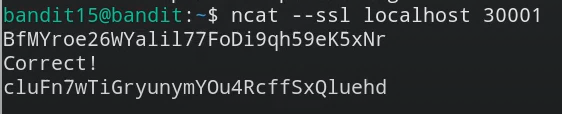 bandit15@bandit:~$ ncat --ssl localhost 30001
BfMYroe26WYalil77FoDi9qh59eK5xNr
Correct!
cluFn7wTiGryunymYOu4RcffSxQluehd